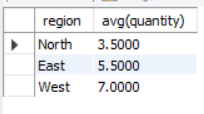 region avg(quantity)
North 3.5000
East 5.5000
West 7.0000